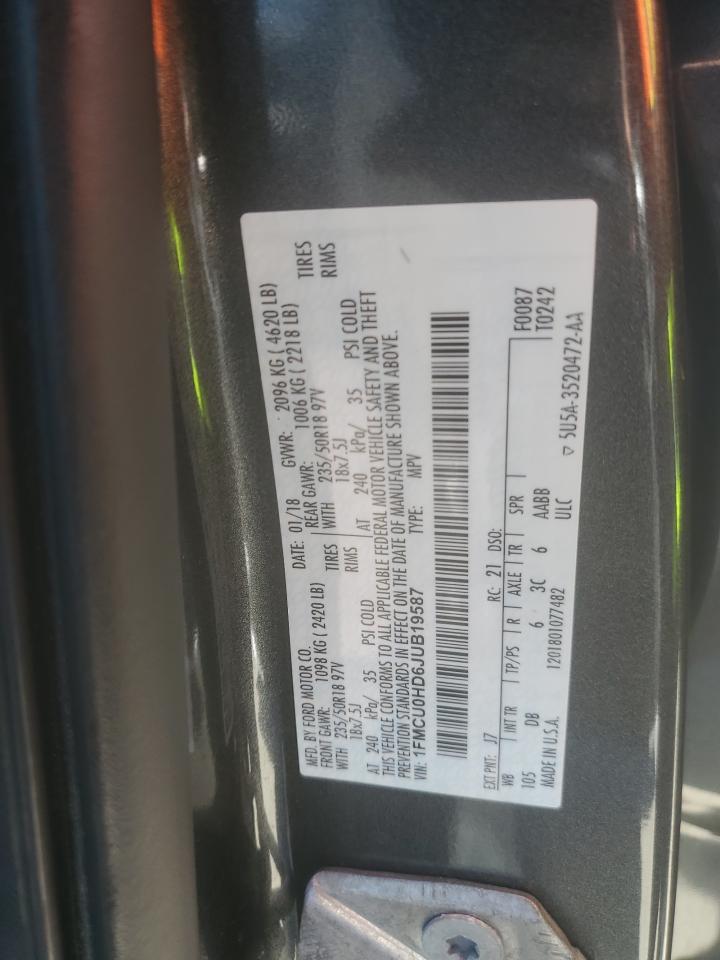 MFD. BY FORD MOTOR CO.
DATE: 01/18 GVWR: 2096 KG ( 4620 LB)
FRONT GAWR: 1098 KG ( 2420 LB) REAR GAWR: 1006 KG ( 2218 LB)
WITH 235/50R18 97V TIRES WITH 235/50R18 97V TIRES
18x7.5J RIMS 18x7.5J RIMS
AT 240 kPa/ 35 PSI COLD AT 240 kPa/ 35 PSI COLD
THIS VEHICLE CONFORMS TO ALL APPLICABLE FEDERAL MOTOR VEHICLE SAFETY AND THEFT
PREVENTION STANDARDS IN EFFECT ON THE DATE OF MANUFACTURE SHOWN ABOVE.
VIN: 1FMCU0HD6JUB19587 TYPE: MPV
EXT PNT: J7 RC: 21 DSO:
WB INT TR TP/PS R AXLE TR SPR F0087
105 DB 6 3C 6 AABB T0242
MADE IN U.S.A. 1201801077482 ULC
▽ 5U5A-3520472-AA